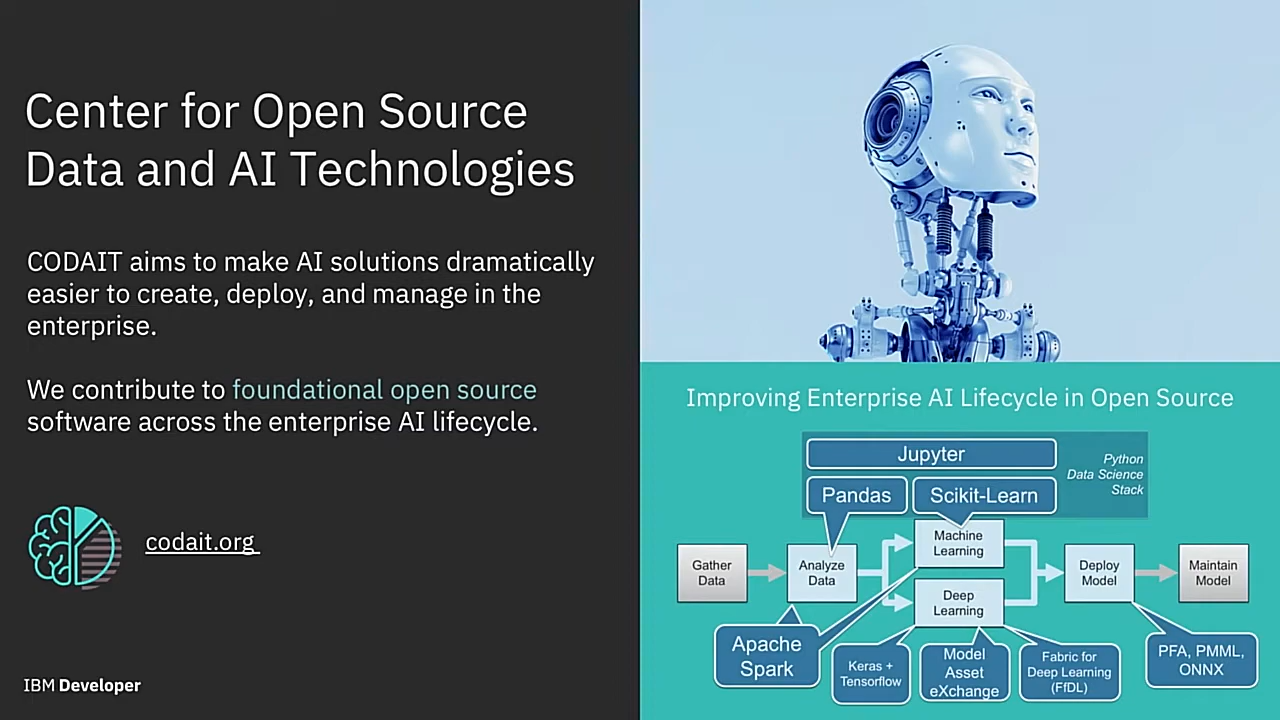 Center for Open Source
Data and AI Technologies
CODAIT aims to make AI solutions dramatically
easier to create, deploy, and manage in the
enterprise.
We contribute to foundational open source
software across the enterprise AI lifecycle.
codait.org
IBM Developer
Improving Enterprise AI Lifecycle in Open Source
Jupyter
Python
Data Science
Stack
Pandas
Scikit-Learn
Gather
Data
Analyze
Data
Machine
Learning
Deep
Learning
Deploy
Model
Maintain
Model
Apache
Spark
Keras +
Tensorflow
Model
Asset
eXchange
Fabric for
Deep Learning
(FfDL)
PFA, PMML,
ONNX